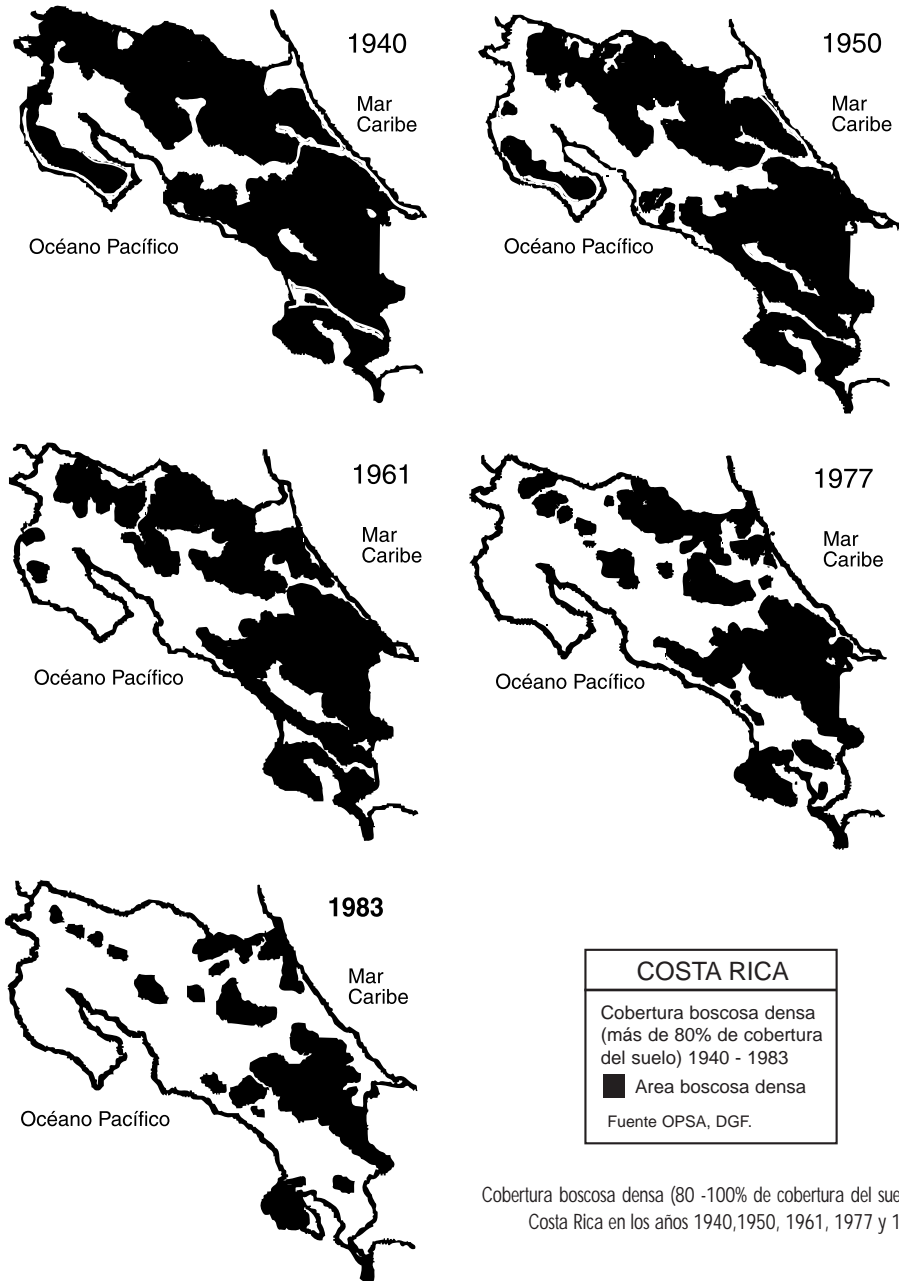 1940
Mar
Caribe
Océano Pacífico
1950
Mar
Caribe
Océano Pacífico
1961
Mar
Caribe
Océano Pacífico
1977
Mar
Caribe
Océano Pacífico
1983
Mar
Caribe
Océano Pacífico
COSTA RICA
Cobertura boscosa densa
(más de 80% de cobertura
del suelo) 1940 - 1983
Area boscosa densa
Fuente OPSA, DGF.
Cobertura boscosa densa (80 -100% de cobertura del sue
Costa Rica en los años 1940,1950, 1961, 1977 y 1